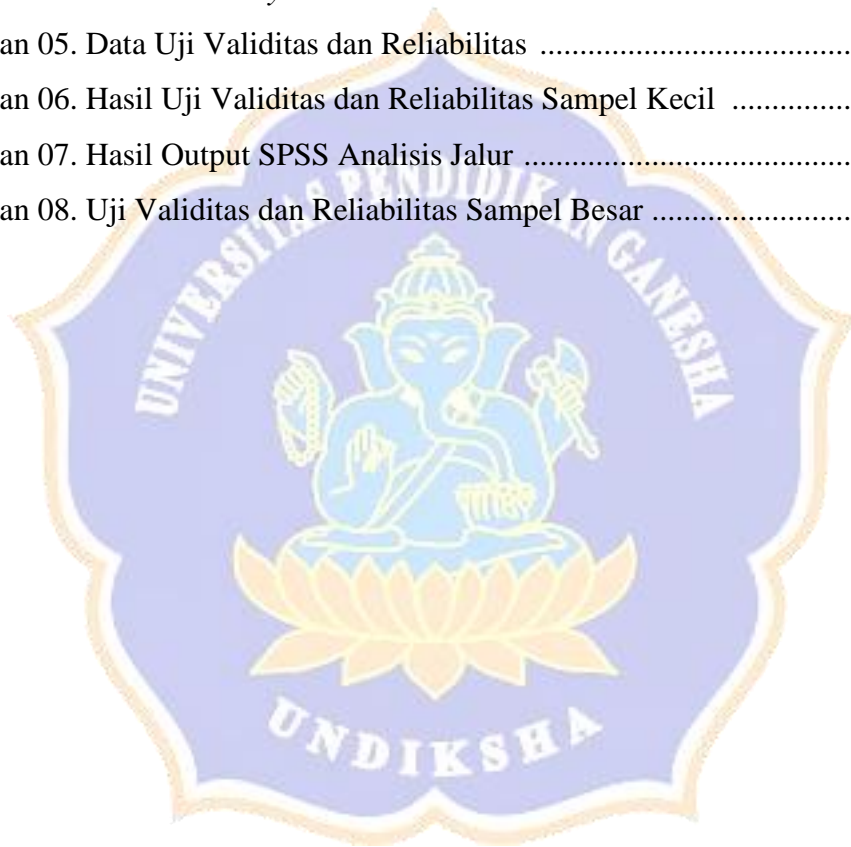 an 05. Data Uji Validitas dan Reliabilitas .......................................
an 06. Hasil Uji Validitas dan Reliabilitas Sampel Kecil ...............
an 07. Hasil Output SPSS Analisis Jalur .........................................
an 08. Uji Validitas dan Reliabilitas Sampel Besar .........................
UNIVERSITAS PENDIDIKAN GANESHA
UNDIKSHA